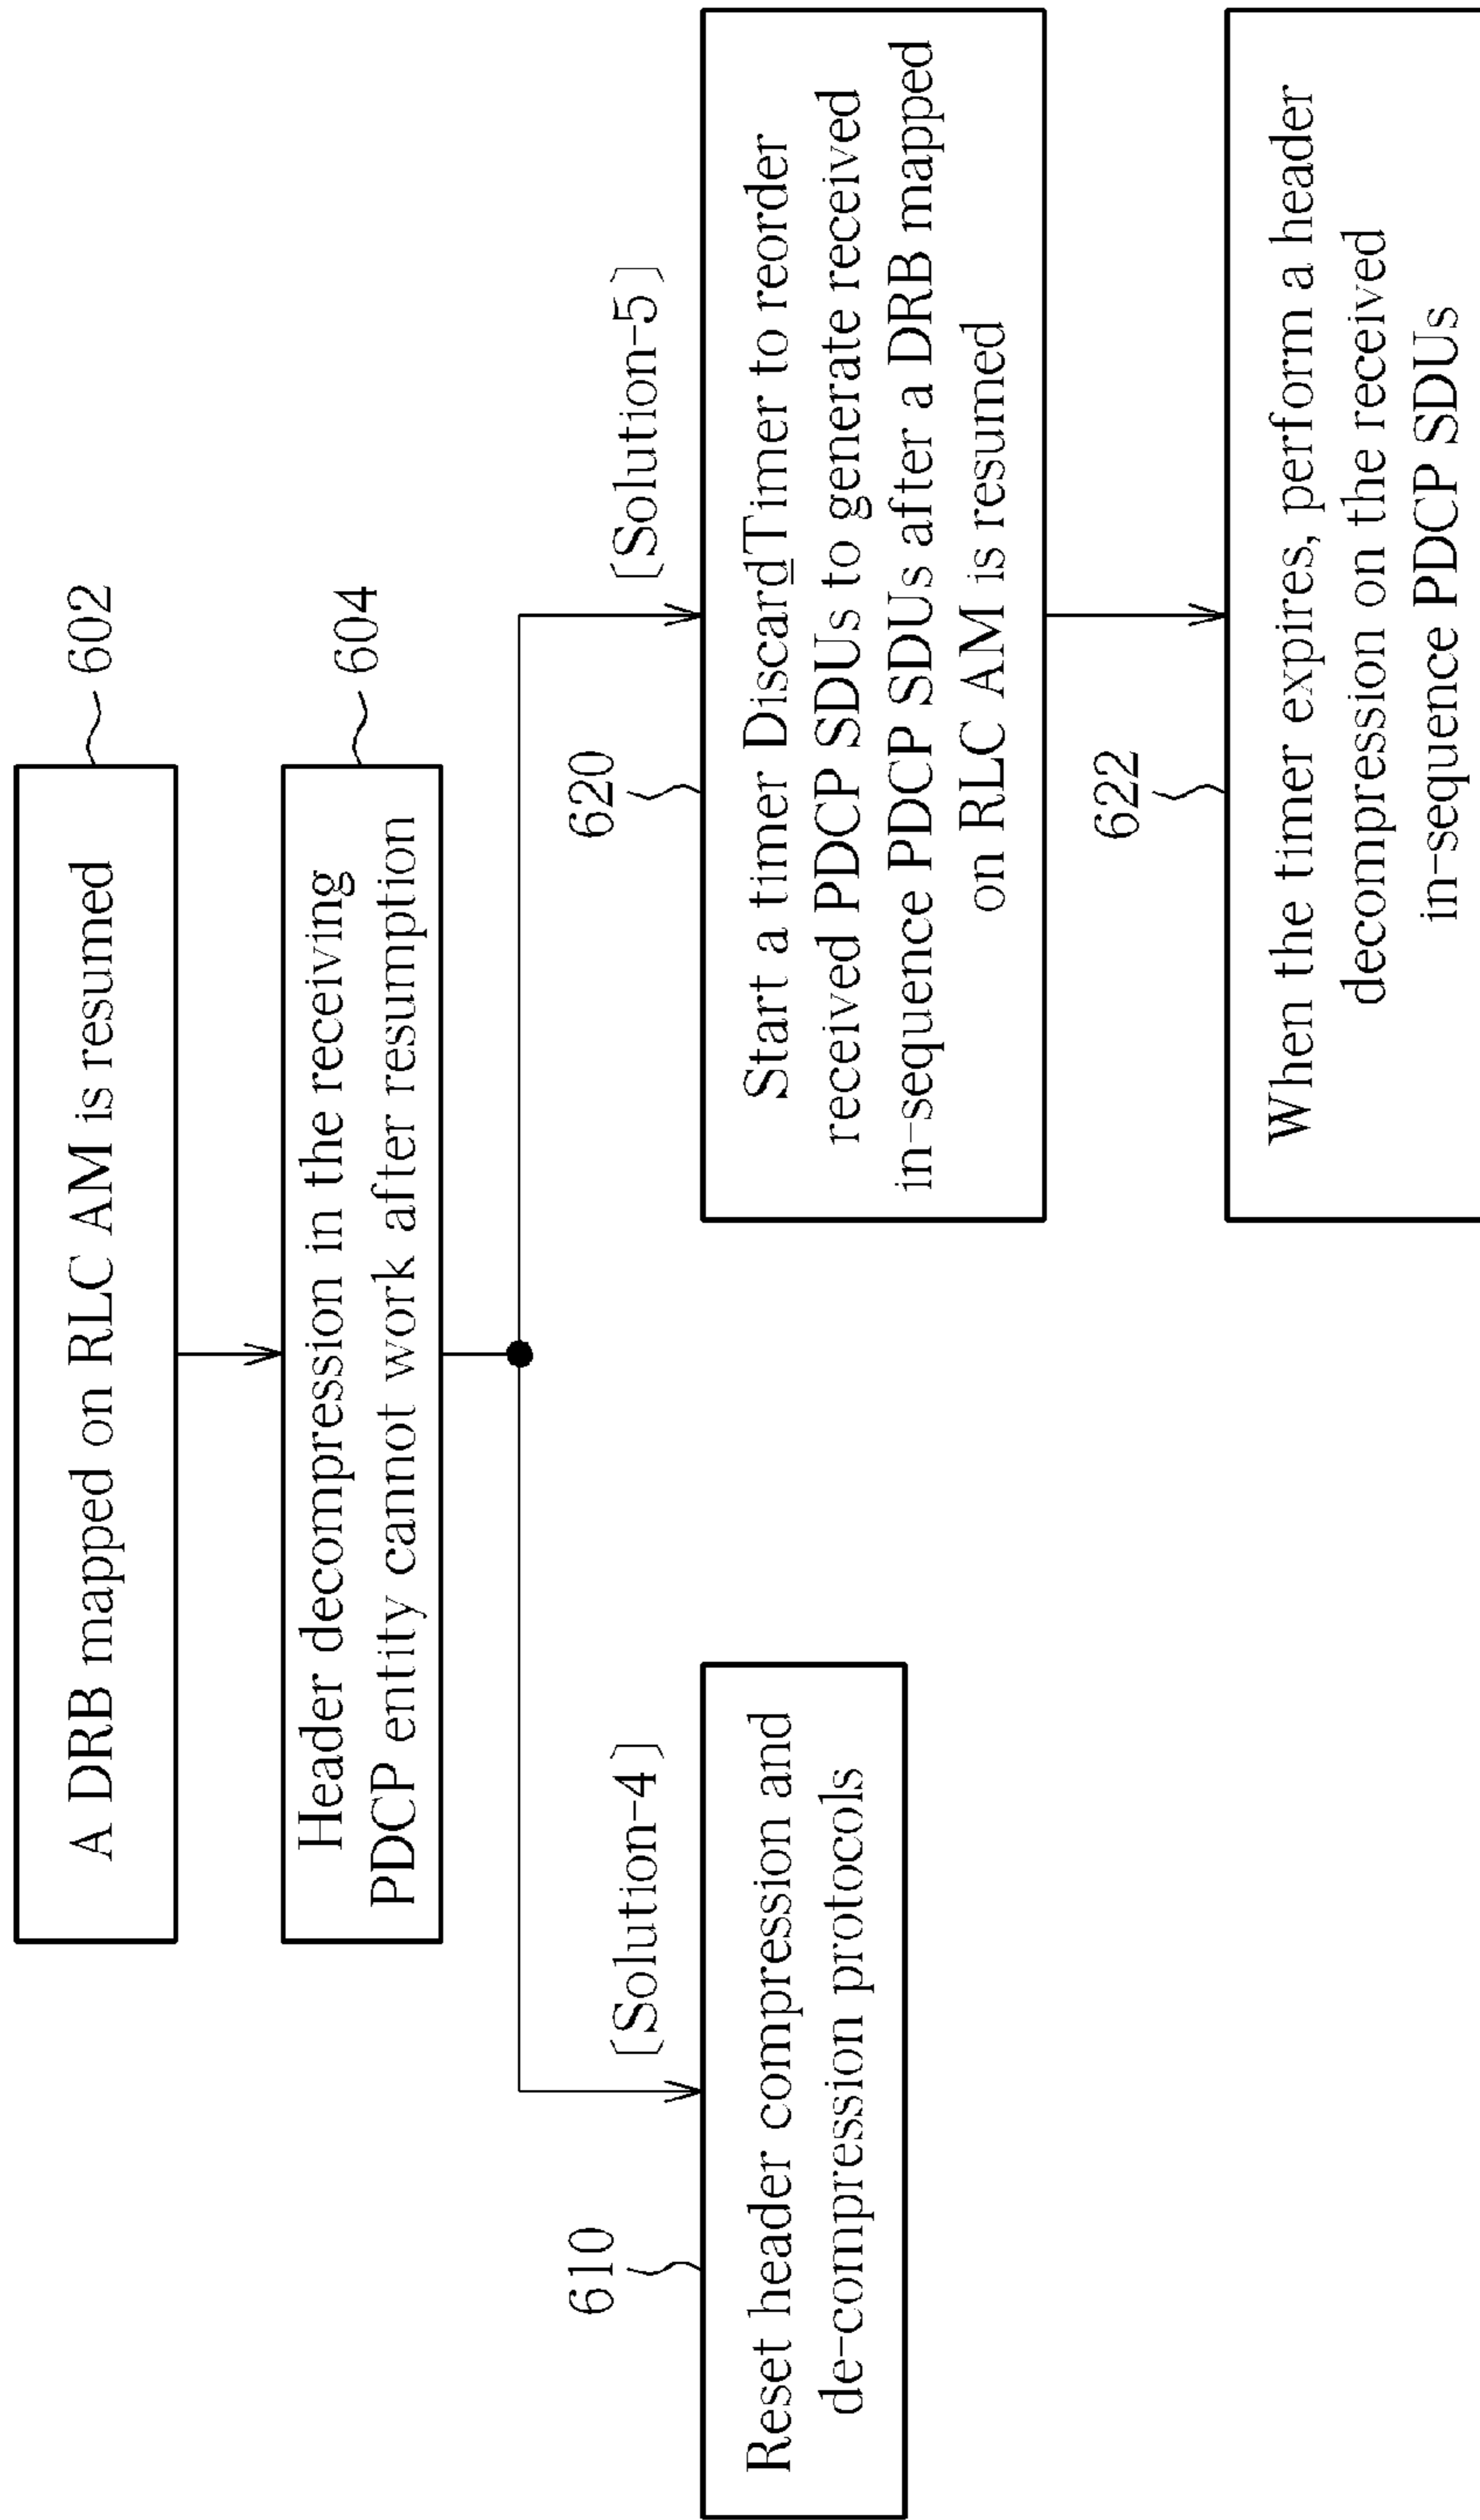 A DRB mapped on RLC AM is resumed
602
Header decompression in the receiving
PDCP entity cannot work after resumption
604
(Solution-4)
610
Reset header compression and
de-compression protocols
(Solution-5)
620
Start a timer Discard_Timer to reorder
received PDCP SDUs to generate received
in-sequence PDCP SDUs after a DRB mapped
on RLC AM is resumed
622
When the timer expires, perform a header
decompression on the received
in-sequence PDCP SDUs